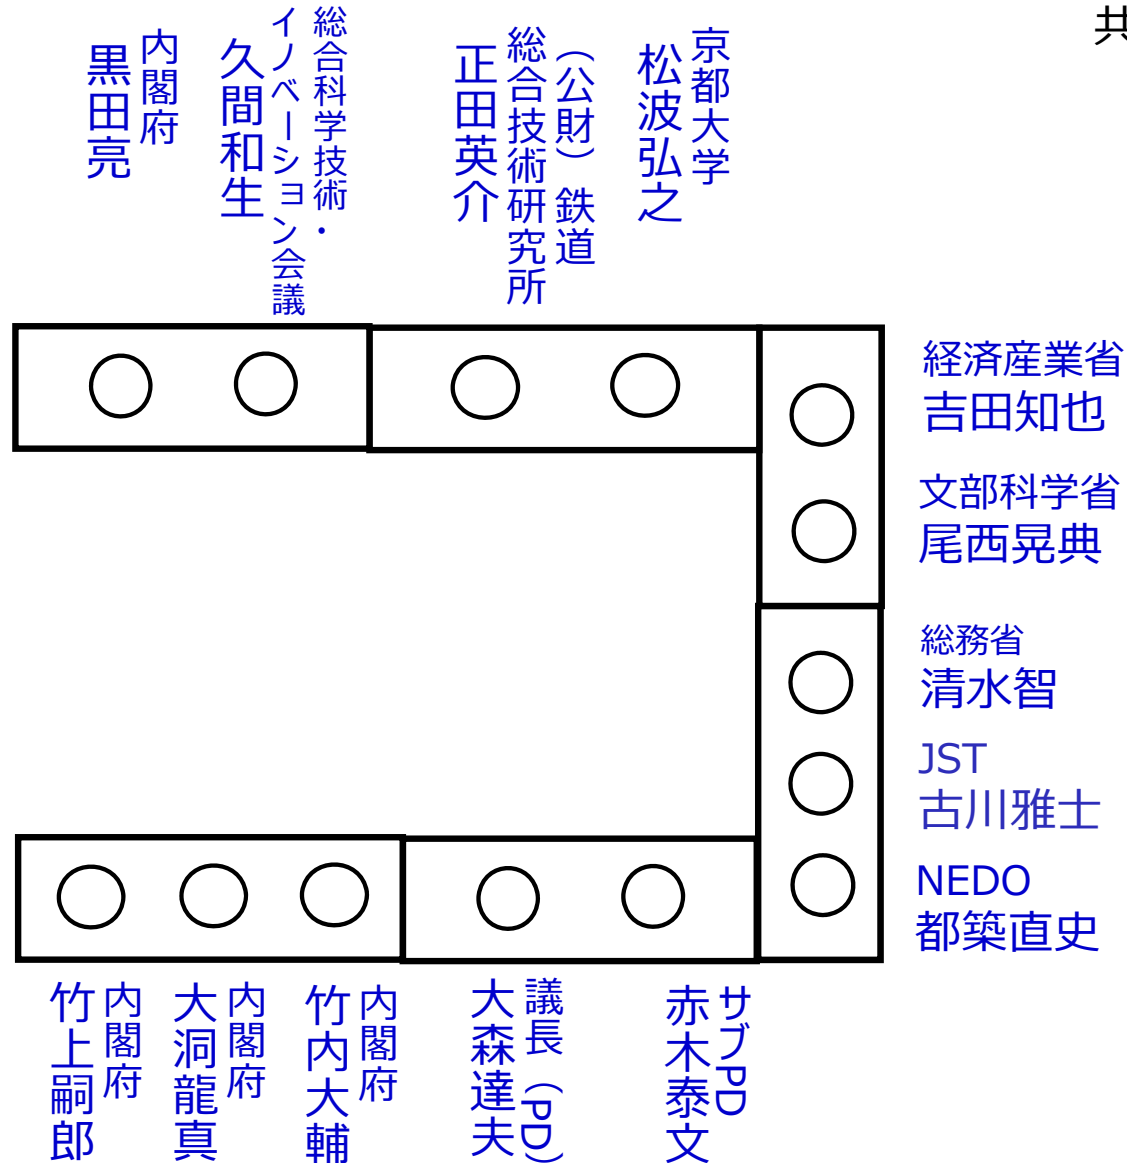 共
京都大学
松波弘之
（公財）鉄道
総合技術研究所
正田英介
総合科学技術・
イノベーション会議
久間和生
内閣府
黒田亮
経済産業省
吉田知也
文部科学省
尾西晃典
総務省
清水智
JST
古川雅士
NEDO
都築直史
サブPD
赤木泰文
議長（PD）
大森達夫
内閣府
竹内大輔
内閣府
大洞龍真
内閣府
竹上嗣郎